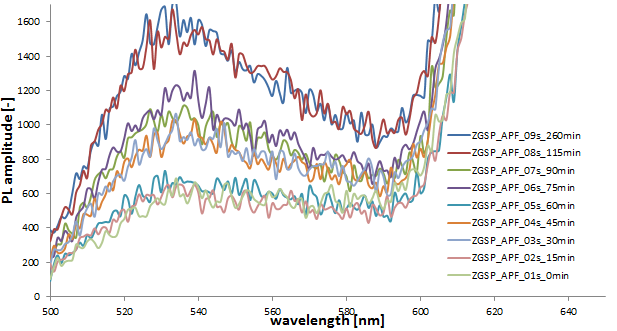 PL amplitude [-]
1600
1400
1200
1000
800
600
400
200
0
500
520
540
560
580
600
620
640
wavelength [nm]
ZGSP_APF_09s_260min
ZGSP_APF_08s_115min
ZGSP_APF_07s_90min
ZGSP_APF_06s_75min
ZGSP_APF_05s_60min
ZGSP_APF_04s_45min
ZGSP_APF_03s_30min
ZGSP_APF_02s_15min
ZGSP_APF_01s_0min